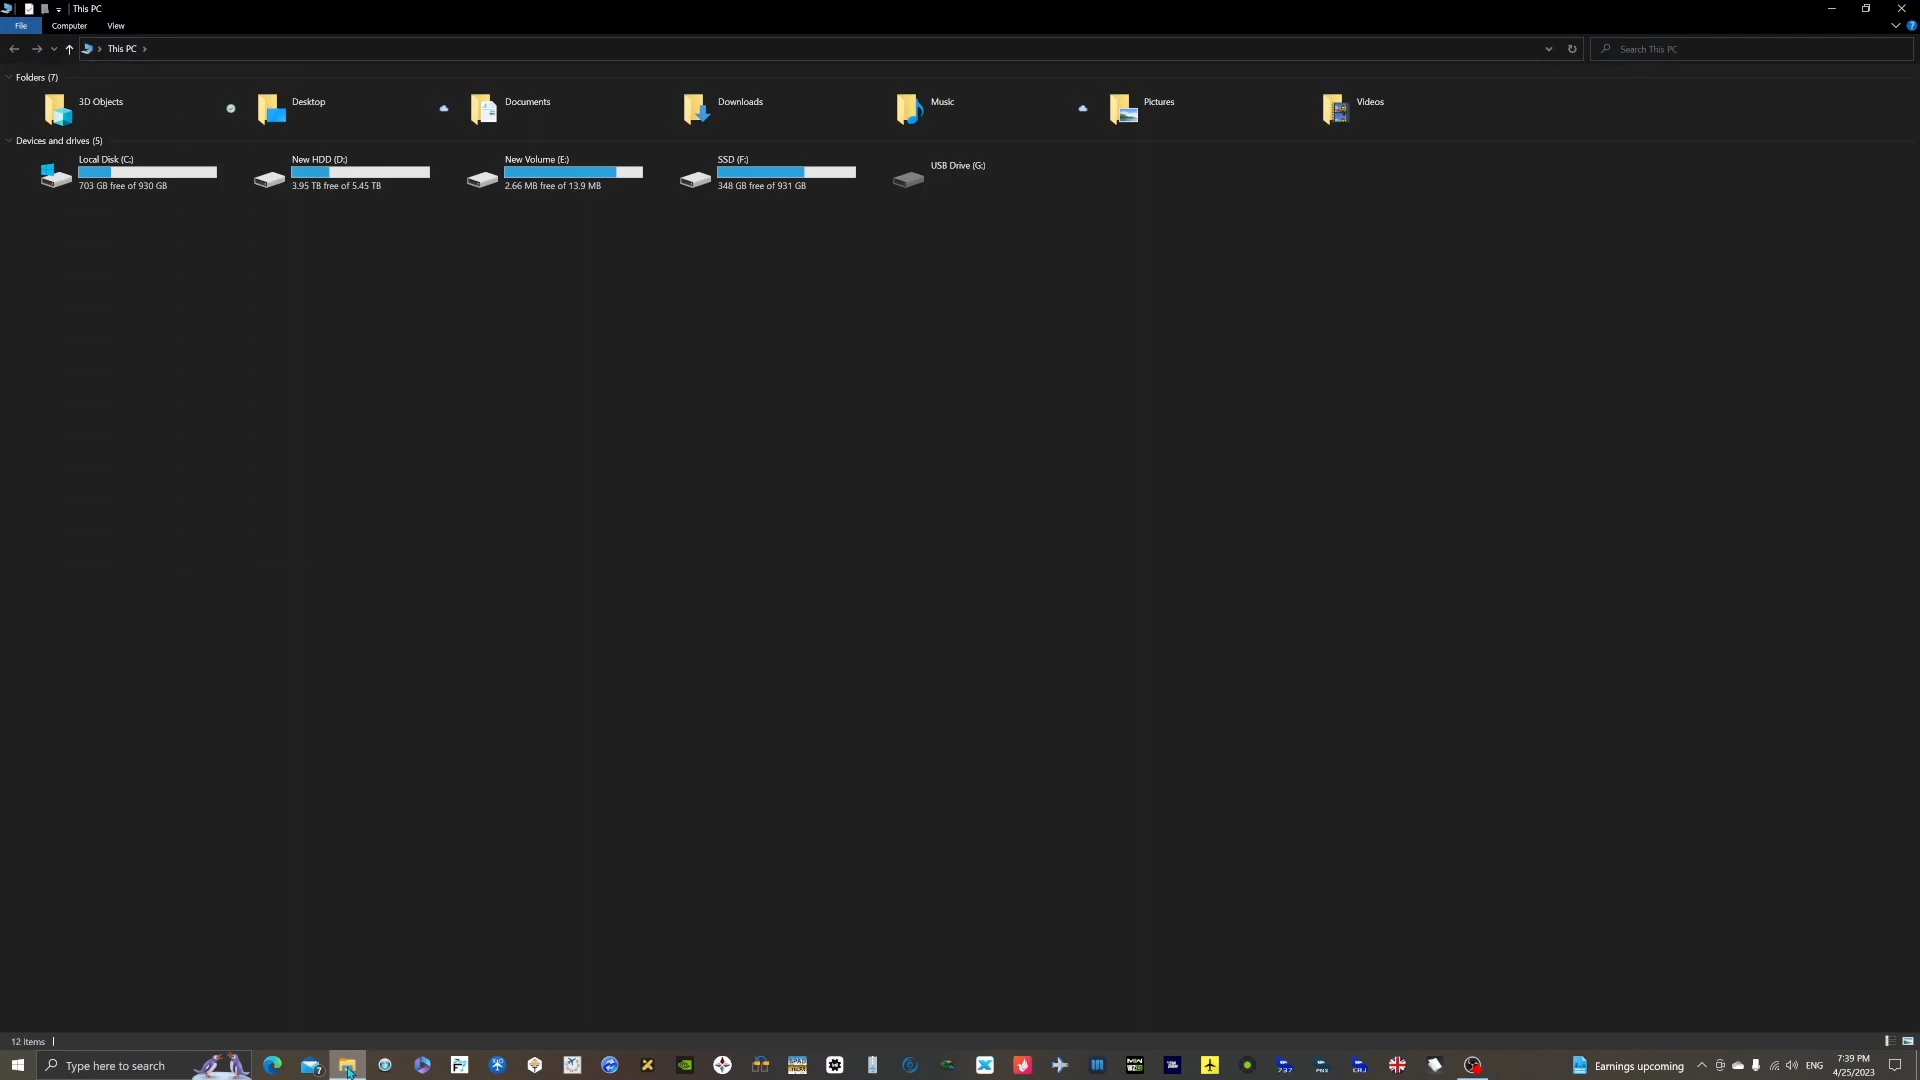 This PC
File Computer View
This PC
Search This PC
Folders (7)
3D Objects
Desktop
Documents
Downloads
Music
Pictures
Videos
Devices and drives (5)
Local Disk (C:)
703 GB free of 930 GB
New HDD (D:)
3.95 TB free of 5.45 TB
New Volume (E:)
2.66 MB free of 13.9 MB
SSD (F:)
348 GB free of 931 GB
USB Drive (G:)
12 items
Type here to search
7
737
PNX
CRJ
Earnings upcoming
ENG
7:39 PM
4/25/2023